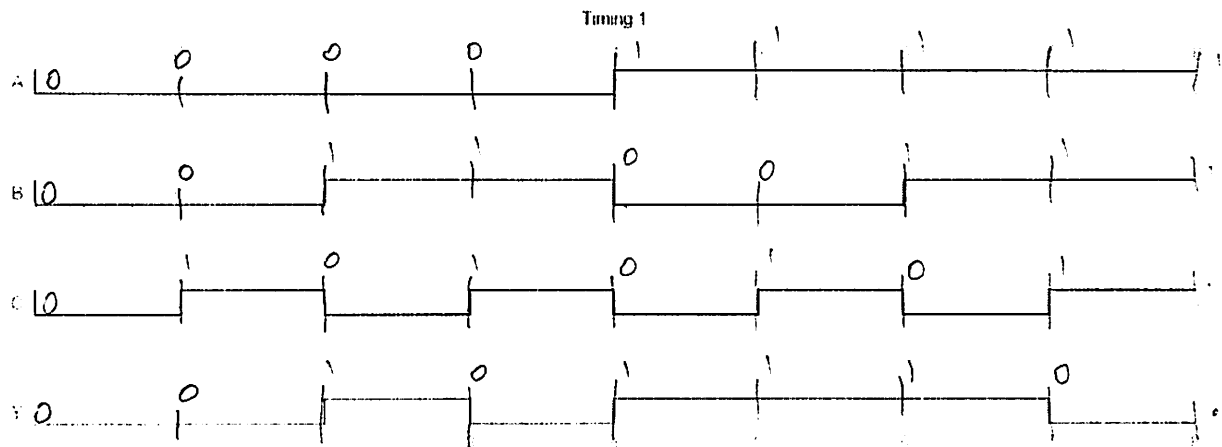 Timing 1
A 0 0 0 0 1 1 1 1 1
B 0 0 1 1 0 0 1 1
C 0 1 0 1 0 1 0 1
Y 0 0 1 0 1 1 1 0